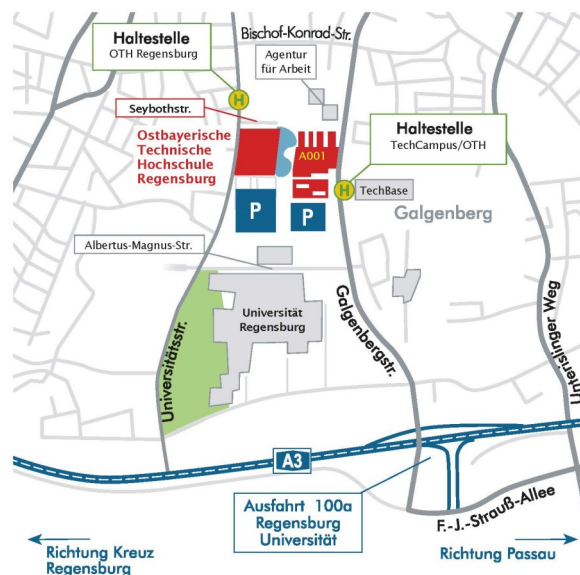 Bischof-Konrad-Str.
Haltestelle
OTH Regensburg
Agentur
für Arbeit
H
Seybothstr.
Ostbayerische
Technische
Hochschule
Regensburg
A001
Haltestelle
TechCampus/OTH
H
TechBase
P
P
Galgenberg
Albertus-Magnus-Str.
Universität
Regensburg
Universitätsstr.
Galgenbergstr.
Unterislinger Weg
A3
Ausfahrt 100a
Regensburg
Universität
F.-J.-Strauß-Allee
Richtung Kreuz
Regensburg
Richtung Passau